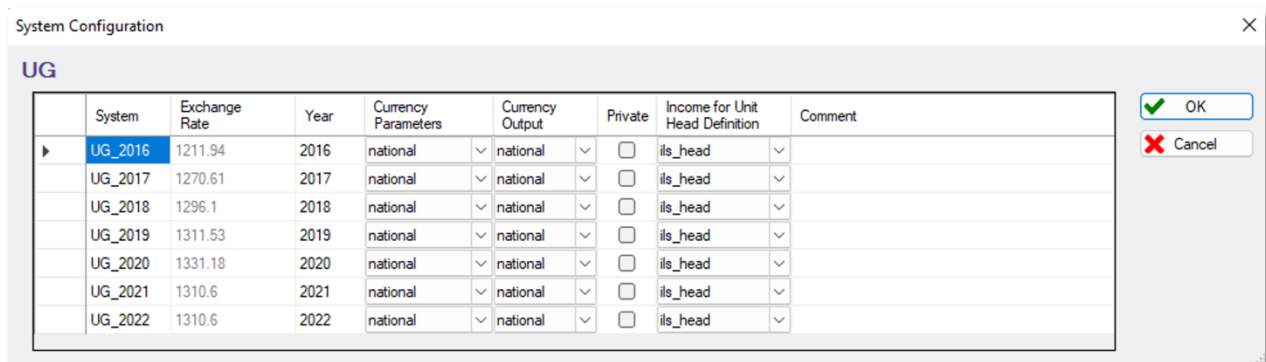 System Configuration
UG
System Exchange Rate Year Currency Parameters Currency Output Private Income for Unit Head Definition Comment
UG_2016 1211.94 2016 national national ils_head
UG_2017 1270.61 2017 national national ils_head
UG_2018 1296.1 2018 national national ils_head
UG_2019 1311.53 2019 national national ils_head
UG_2020 1331.18 2020 national national ils_head
UG_2021 1310.6 2021 national national ils_head
UG_2022 1310.6 2022 national national ils_head
OK
Cancel